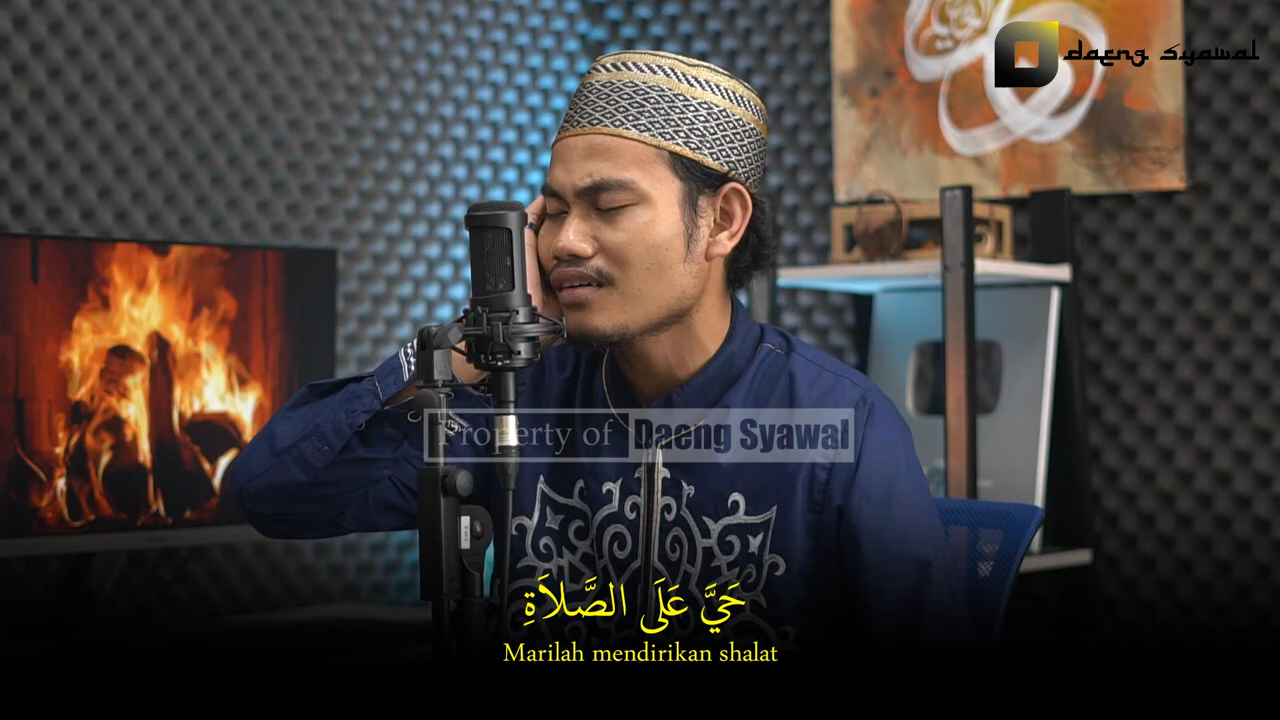 daeng syawal
Property of Daeng Syawal
حَيَّ عَلَى الصَّلاَةِ
Marilah mendirikan shalat